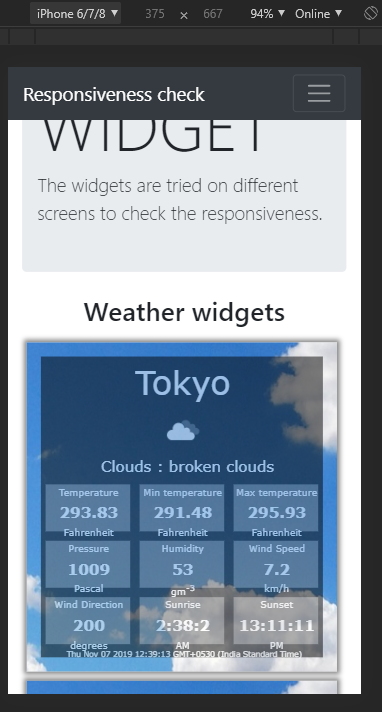 iPhone 6/7/8 ▼ 375 × 667 94% ▼ Online ▼
Responsiveness check
WIDGET
The widgets are tried on different
screens to check the responsiveness.
Weather widgets
Tokyo
Clouds : broken clouds
Temperature Min temperature Max temperature
293.83 291.48 295.93
Fahrenheit Fahrenheit Fahrenheit
Pressure Humidity Wind Speed
1009 53 7.2
Pascal gm-3 km/h
Wind Direction Sunrise Sunset
200 2:38:2 13:11:11
degrees AM PM
Thu Nov 07 2019 12:39:13 GMT+0530 (India Standard Time)